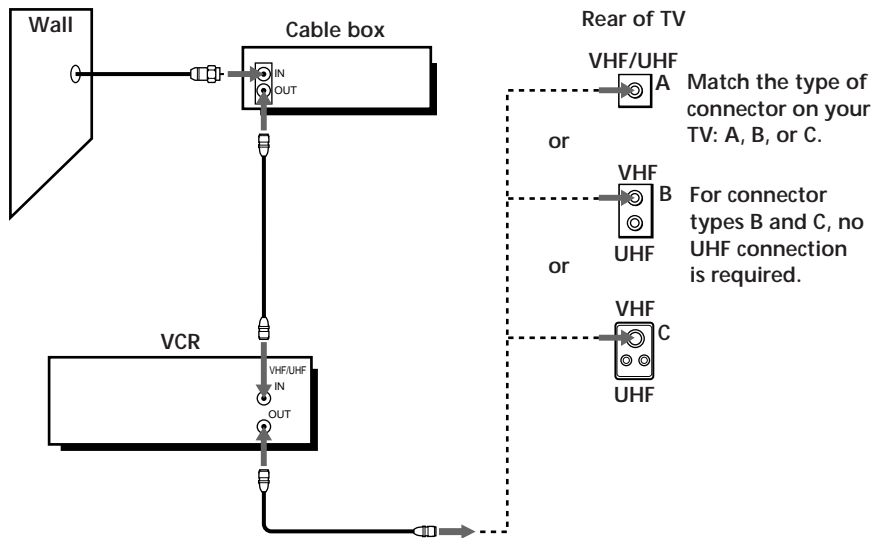 Wall
Cable box
IN
OUT
Rear of TV
VHF/UHF
A
Match the type of
connector on your
TV: A, B, or C.
or
VHF
B
UHF
For connector
types B and C, no
UHF connection
is required.
or
VHF
C
UHF
VCR
VHF/UHF
IN
OUT